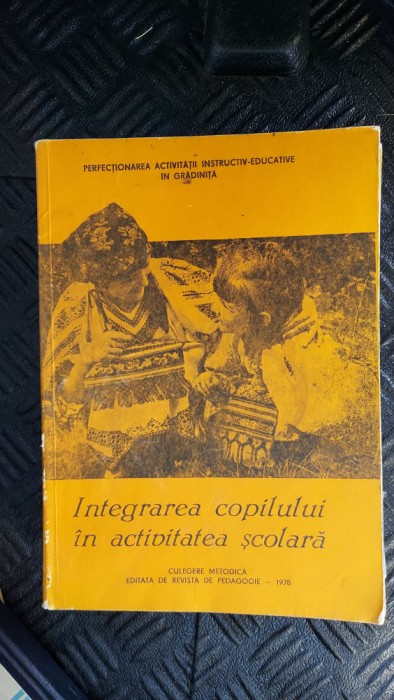 PERFECȚIONAREA ACTIVITĂȚII INSTRUCTIV-EDUCATIVE
ÎN GRĂDINIȚĂ
Integrarea copilului
în activitatea școlară
CULEGERE METODICĂ
EDITATĂ DE REVISTA DE PEDAGOGIE – 1978